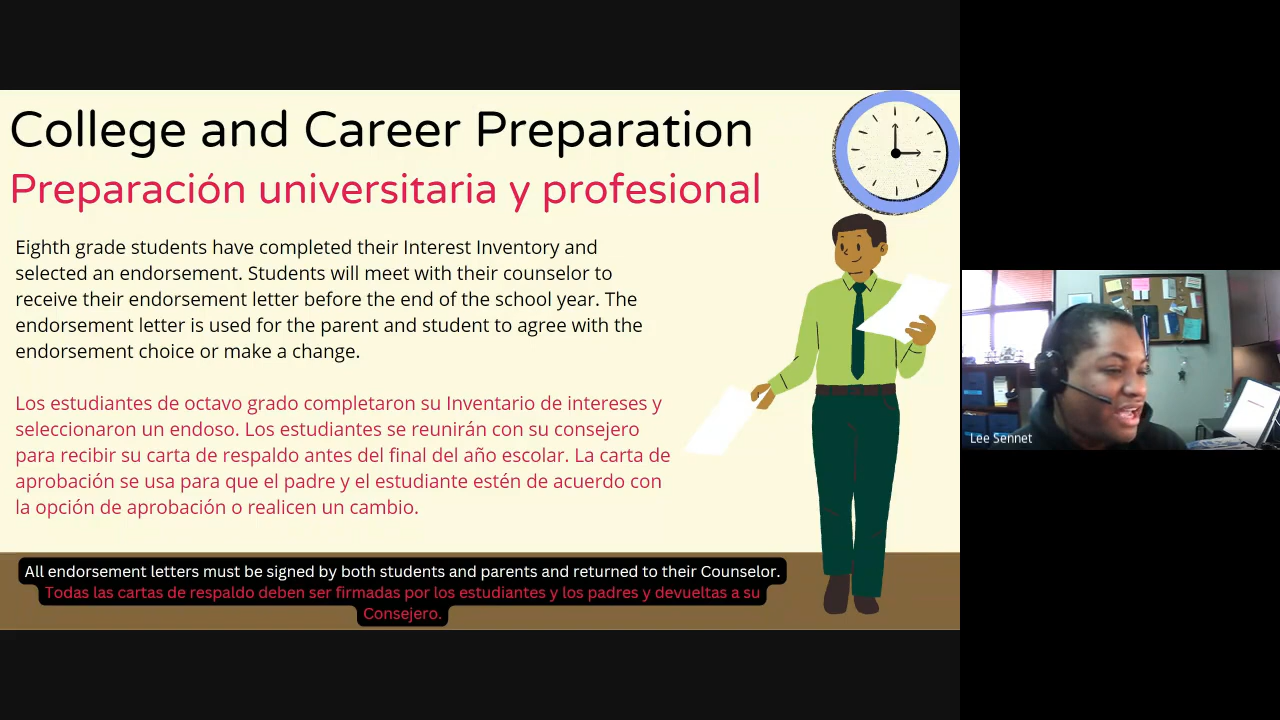 College and Career Preparation
Preparación universitaria y profesional
Eighth grade students have completed their Interest Inventory and
selected an endorsement. Students will meet with their counselor to
receive their endorsement letter before the end of the school year. The
endorsement letter is used for the parent and student to agree with the
endorsement choice or make a change.
Los estudiantes de octavo grado completaron su Inventario de intereses y
seleccionaron un endoso. Los estudiantes se reunirán con su consejero
para recibir su carta de respaldo antes del final del año escolar. La carta de
aprobación se usa para que el padre y el estudiante estén de acuerdo con
la opción de aprobación o realicen un cambio.
All endorsement letters must be signed by both students and parents and returned to their Counselor.
Todas las cartas de respaldo deben ser firmadas por los estudiantes y los padres y devueltas a su
Consejero.
Lee Sennet